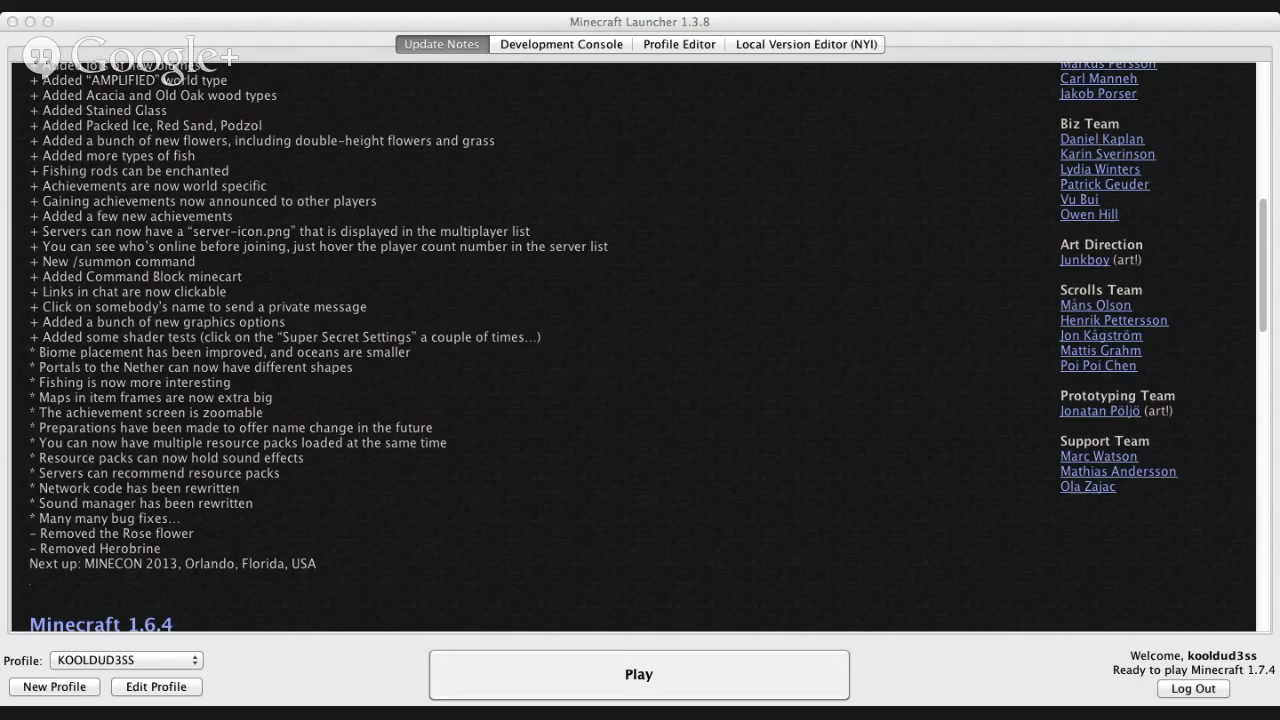 Minecraft Launcher 1.3.8
Google+
Update Notes
Development Console
Profile Editor
Local Version Editor (NYI)
+ Added lots of new biomes
+ Added “AMPLIFIED” world type
+ Added Acacia and Old Oak wood types
+ Added Stained Glass
+ Added Packed Ice, Red Sand, Podzol
+ Added a bunch of new flowers, including double-height flowers and grass
+ Added more types of fish
+ Fishing rods can be enchanted
+ Achievements are now world specific
+ Gaining achievements now announced to other players
+ Added a few new achievements
+ Servers can now have a “server-icon.png” that is displayed in the multiplayer list
+ You can see who’s online before joining, just hover the player count number in the server list
+ New /summon command
+ Added Command Block minecart
+ Links in chat are now clickable
+ Click on somebody’s name to send a private message
+ Added a bunch of new graphics options
+ Added some shader tests (click on the “Super Secret Settings” a couple of times…)
* Biome placement has been improved, and oceans are smaller
* Portals to the Nether can now have different shapes
* Fishing is now more interesting
* Maps in item frames are now extra big
* The achievement screen is zoomable
* Preparations have been made to offer name change in the future
* You can now have multiple resource packs loaded at the same time
* Resource packs can now hold sound effects
* Servers can recommend resource packs
* Network code has been rewritten
* Sound manager has been rewritten
* Many many bug fixes…
– Removed the Rose flower
– Removed Herobrine
Next up: MINECON 2013, Orlando, Florida, USA
Minecraft 1.6.4
Markus Persson
Carl Manneh
Jakob Porser
Biz Team
Daniel Kaplan
Karin Sverinson
Lydia Winters
Patrick Geuder
Vu Bui
Owen Hill
Art Direction
Junkboy (art!)
Scrolls Team
Måns Olson
Henrik Pettersson
Jon Kågström
Mattis Grahm
Poi Poi Chen
Prototyping Team
Jonatan Pöljö (art!)
Support Team
Marc Watson
Mathias Andersson
Ola Zajac
Profile: KOOLDUD3SS
New Profile
Edit Profile
Play
Welcome, kooldud3ss
Ready to play Minecraft 1.7.4
Log Out